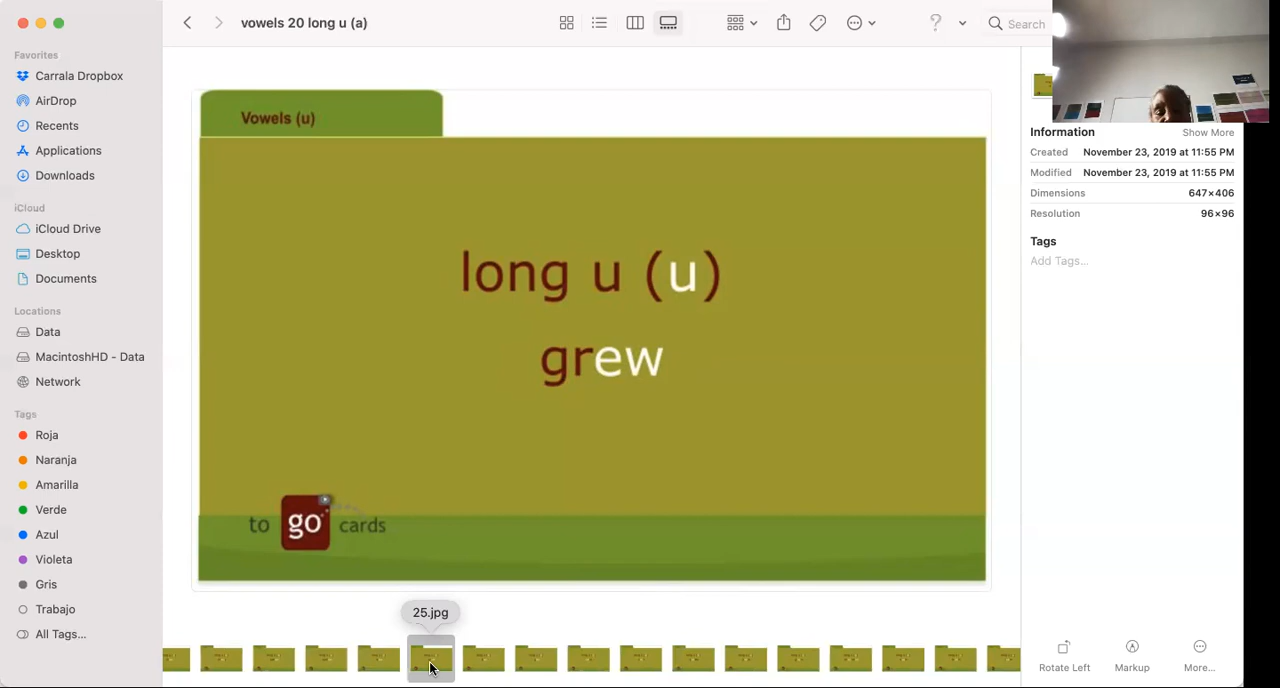 vowels 20 long u (a)
Search
Favorites
Carrala Dropbox
AirDrop
Recents
Applications
Downloads
iCloud
iCloud Drive
Desktop
Documents
Locations
Data
MacintoshHD - Data
Network
Tags
Roja
Naranja
Amarilla
Verde
Azul
Violeta
Gris
Trabajo
All Tags...
Vowels (u)
long u (u)
grew
to go cards
25.jpg
Information Show More
Created November 23, 2019 at 11:55 PM
Modified November 23, 2019 at 11:55 PM
Dimensions 647×406
Resolution 96×96
Tags
Add Tags...
Rotate Left
Markup
More...